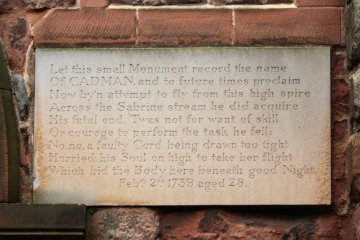 Let this small Monument record the name
Of CADMAN and to future times proclaim
How by'n attempt to fly from this high spire
Across the Sabrine stream he did acquire
His fatal end. 'Twas not for want of skill
Or courage to perform the task he fell:
No, no, a faulty Cord being drawn too tight
Hurried his Soul on high to take her flight
Which bid the Body here beneath good Night.
Feb.ry 2nd 1739 aged 28.